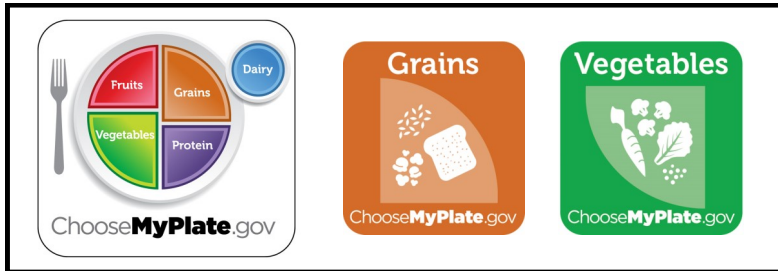 Fruits
Grains
Dairy
Vegetables
Protein
ChooseMyPlate.gov
Grains
ChooseMyPlate.gov
Vegetables
ChooseMyPlate.gov